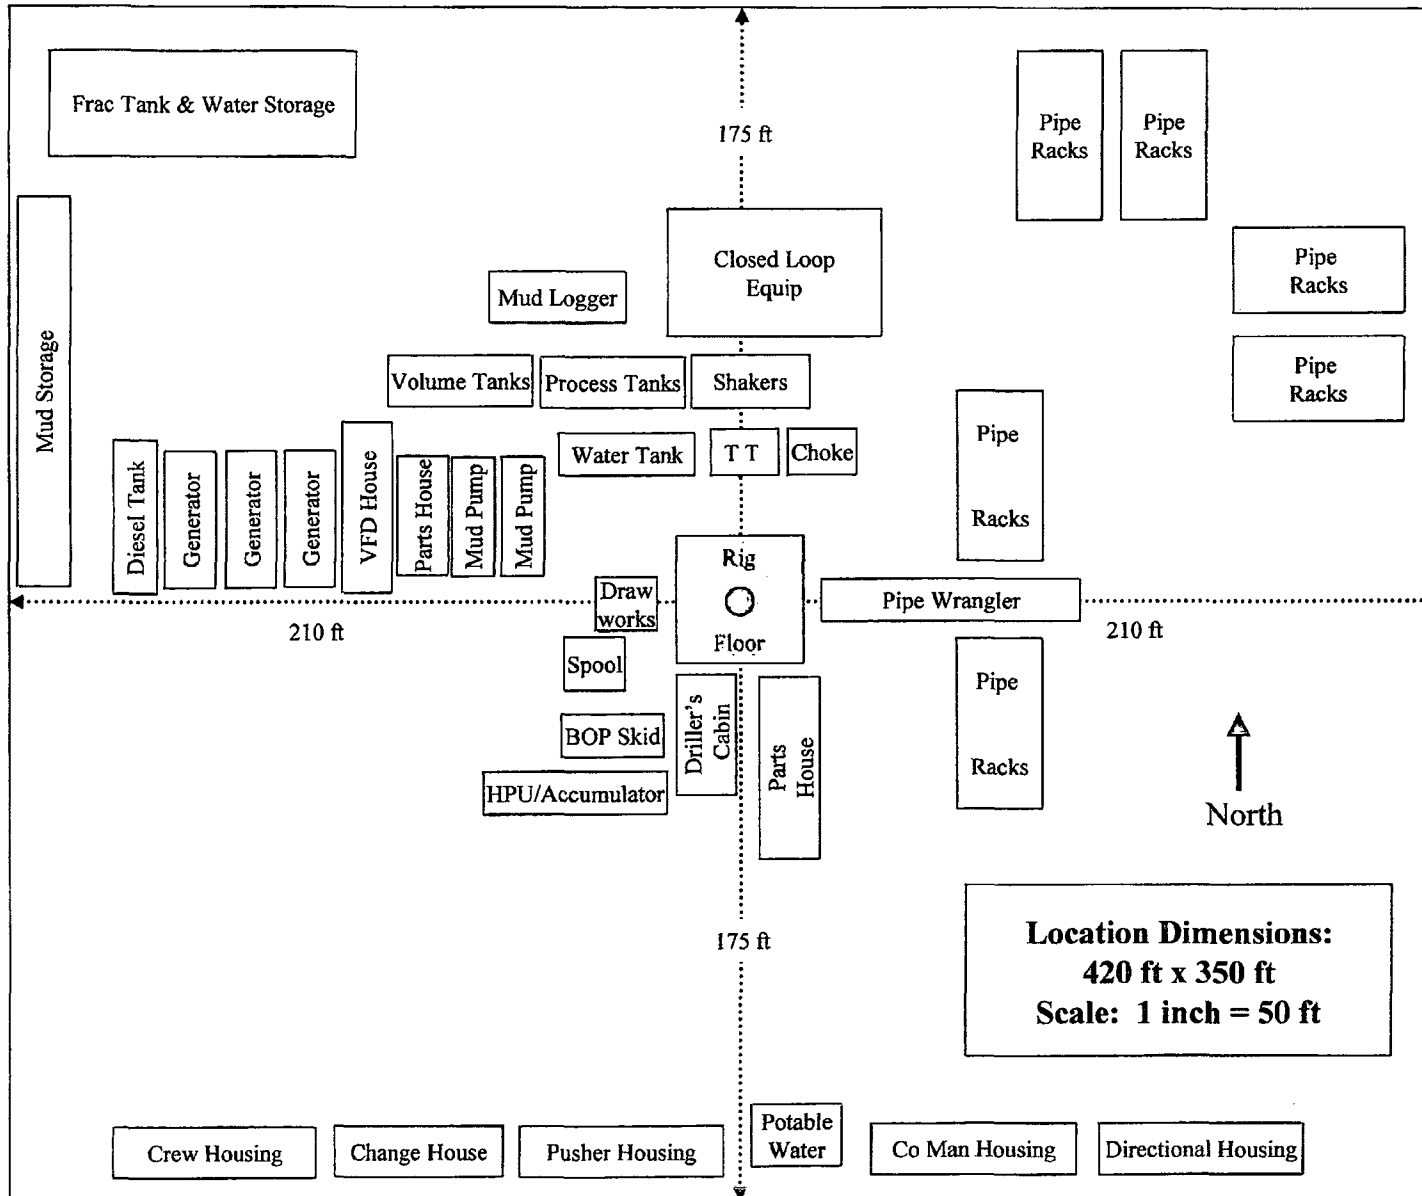 Frac Tank & Water Storage
175 ft
Pipe
Racks
Pipe
Racks
Closed Loop
Equip
Pipe
Racks
Mud Logger
Mud Storage
Volume Tanks
Process Tanks
Shakers
Pipe
Racks
Water Tank
T T
Choke
Pipe
Racks
Diesel Tank
Generator
Generator
Generator
VFD House
Parts House
Mud Pump
Mud Pump
Rig
Floor
Draw
works
Pipe Wrangler
210 ft
210 ft
Spool
BOP Skid
HPU/Accumulator
Driller's
Cabin
Parts
House
Pipe
Racks
North
175 ft
Location Dimensions:
420 ft x 350 ft
Scale: 1 inch = 50 ft
Crew Housing
Change House
Pusher Housing
Potable
Water
Co Man Housing
Directional Housing